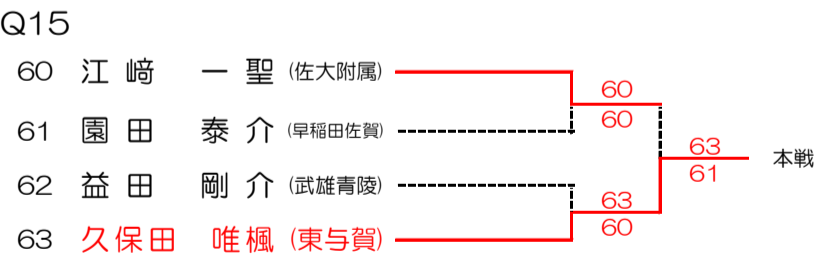 Q15
60 江﨑 一聖 (佐大附属)
60
60
61 園田 泰介 (早稲田佐賀)
63
61
本戦
62 益田 剛介 (武雄青陵)
63
60
63 久保田 唯楓 (東与賀)